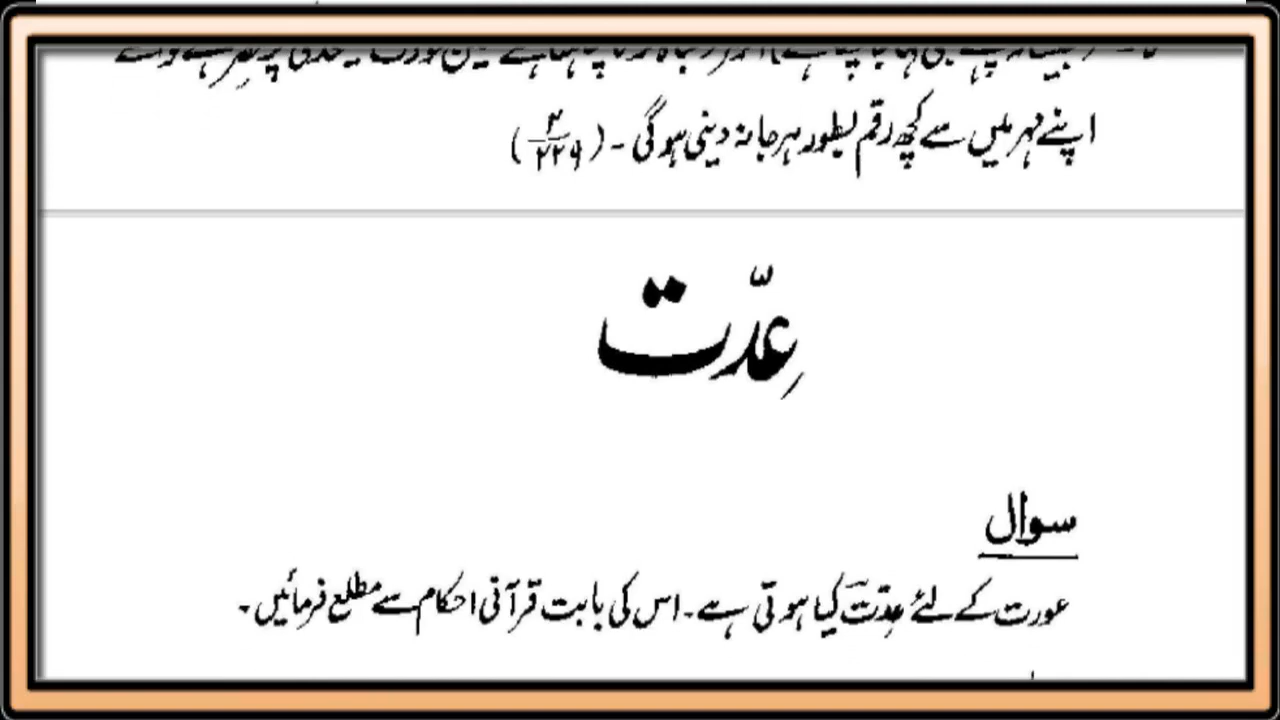 اپنے مہر میں سے کچھ رقم بطور ہرجانہ دینی ہوگی ۔ ( ۲/۲۲۹ )
عِدّت
سوال
عورت کے لئے عِدّت کیا ہوتی ہے۔ اس کی بابت قرآنی احکام سے مطلع فرمائیں۔